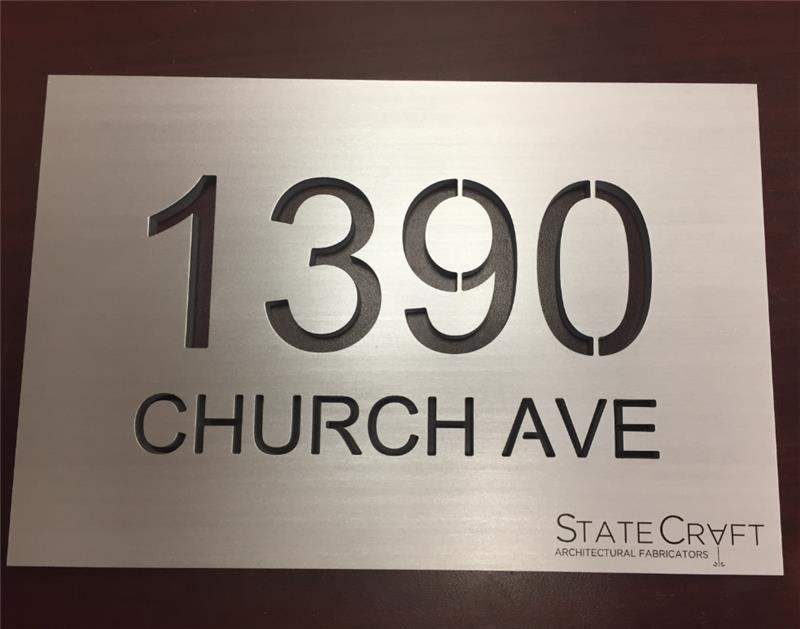 1390
CHURCH AVE
STATECRAFT
ARCHITECTURAL FABRICATORS